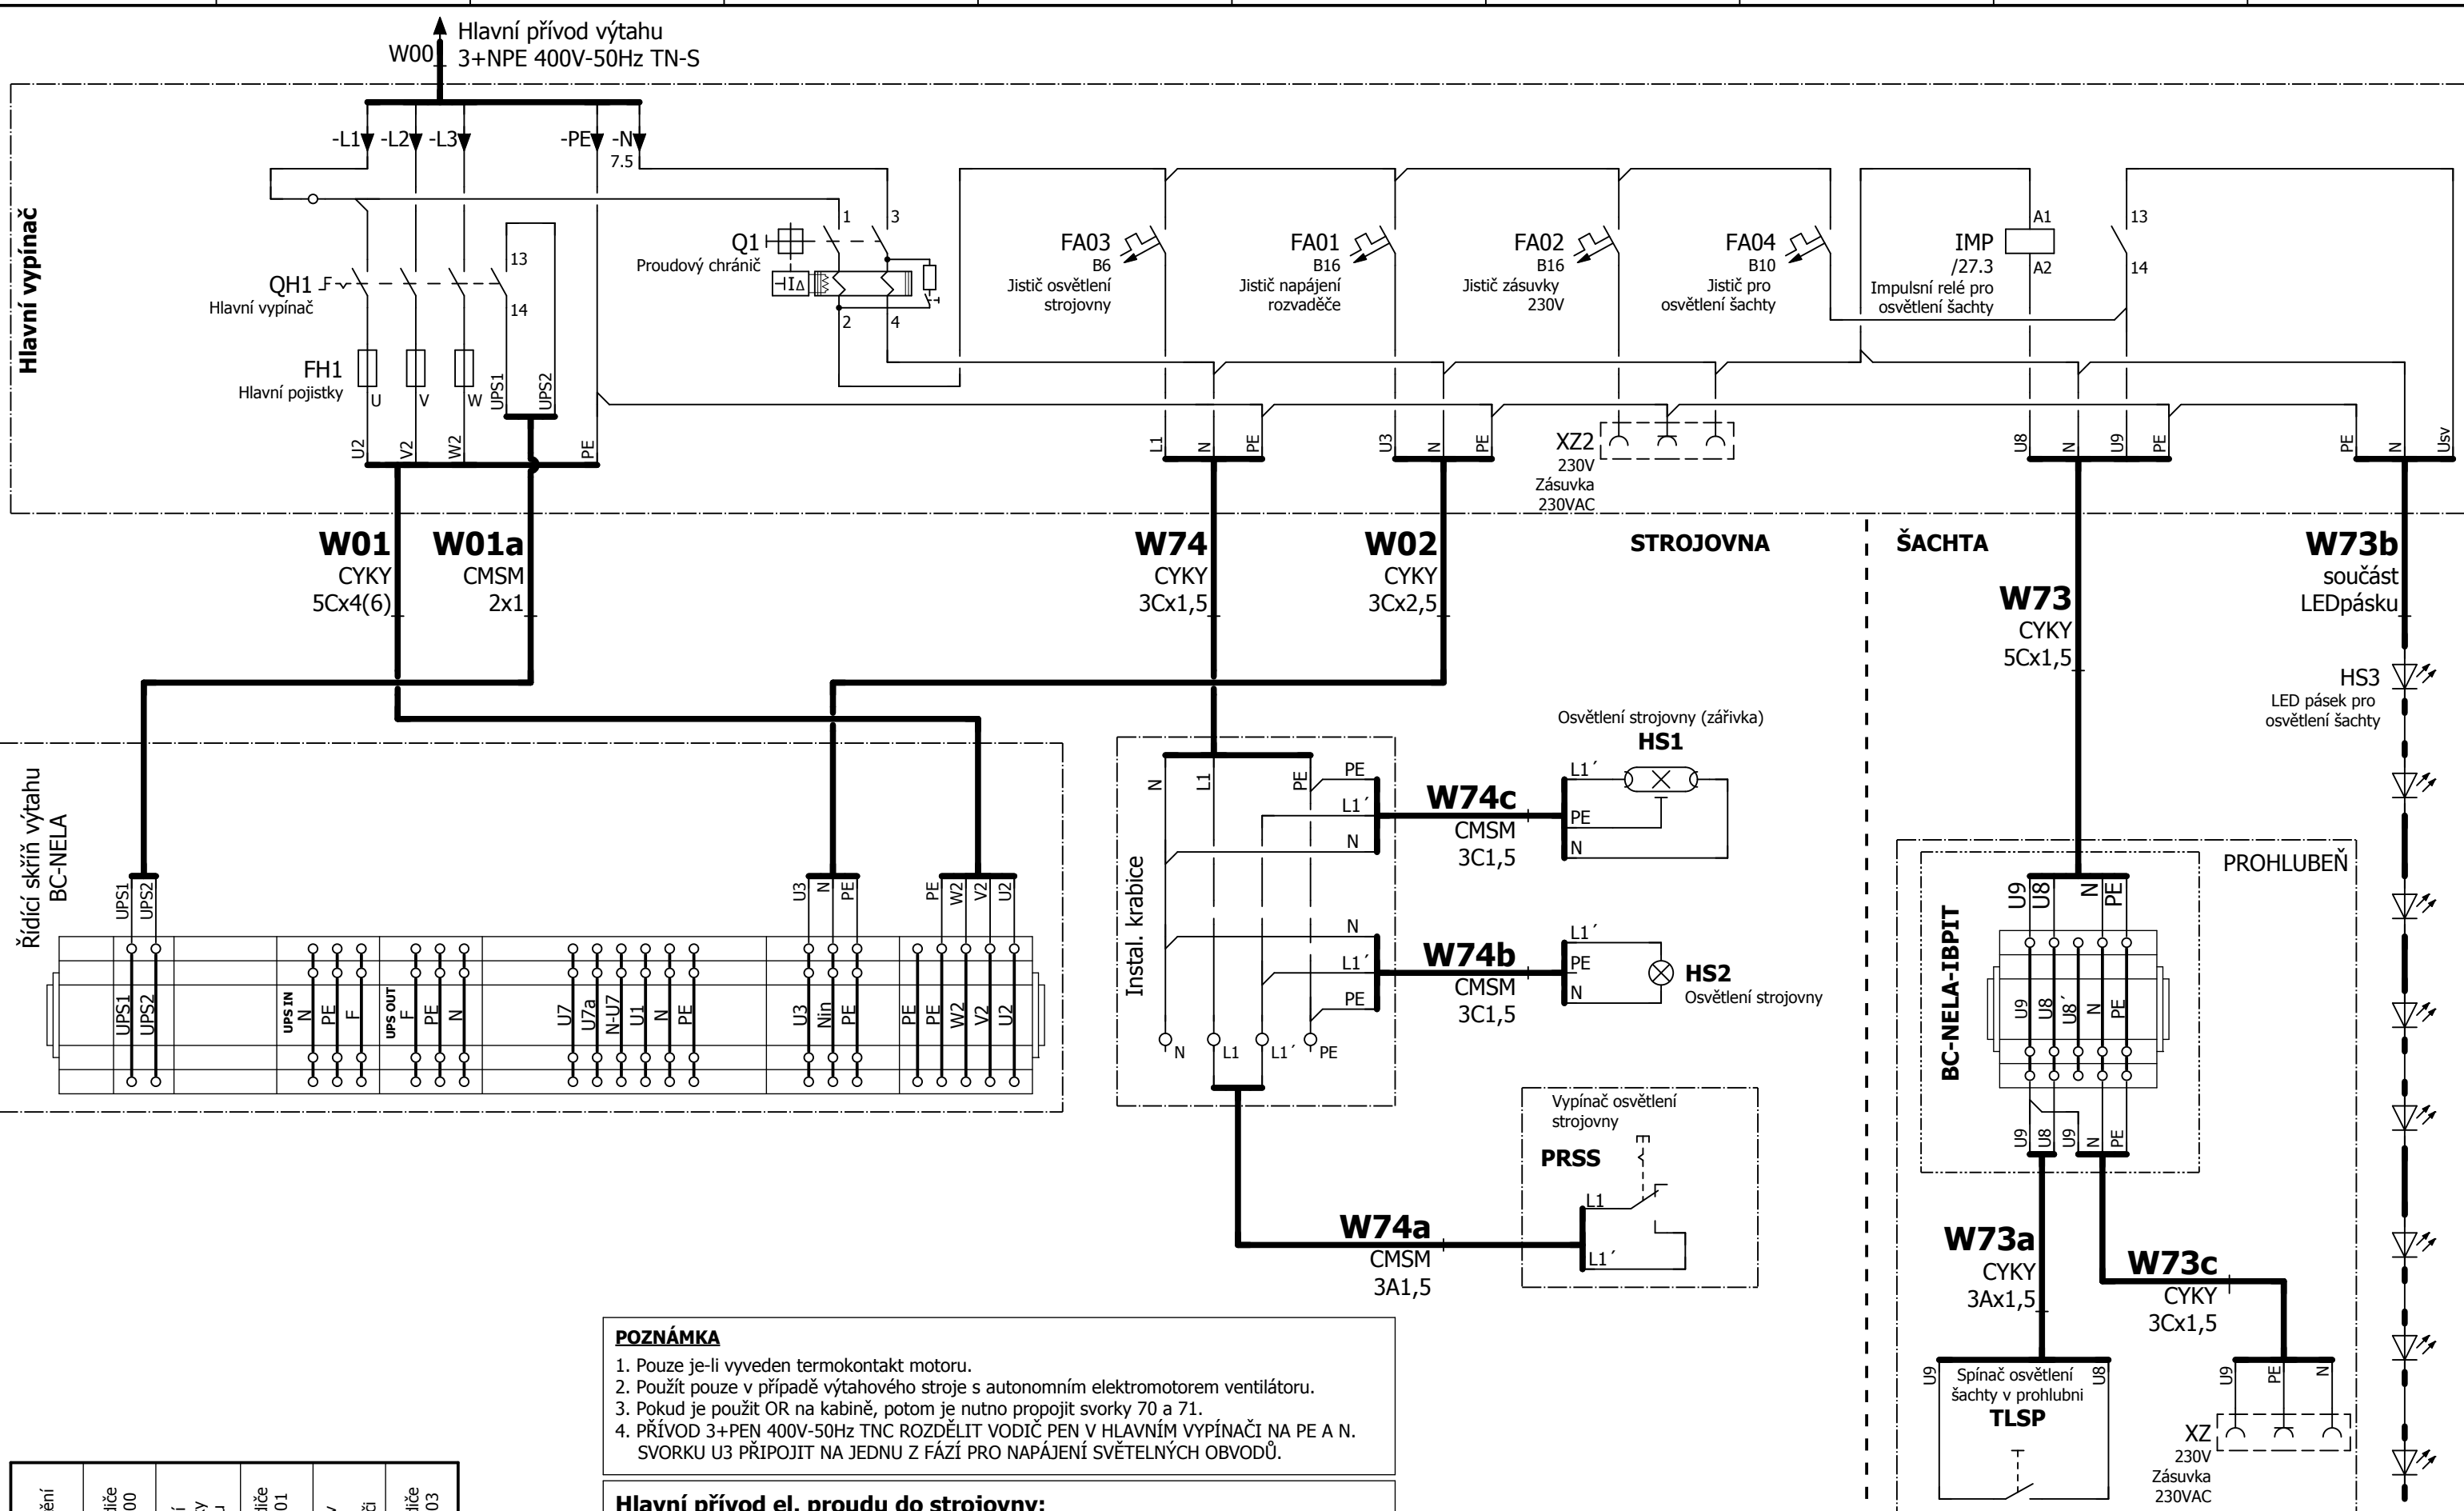 Hlavní přívod výtahu
W00
3+NPE 400V-50Hz TN-S
Hlavní vypínač
-L1
-L2
-L3
-PE
-N
7.5
1
3
Q1
Proudový chránič
I∆
2
4
13
14
QH1
Hlavní vypínač
FH1
Hlavní pojistky
U
V
W
UPS1
UPS2
U2
V2
W2
PE
FA03
B6
Jistič osvětlení
strojovny
FA01
B16
Jistič napájení
rozvaděče
FA02
B16
Jistič zásuvky
230V
FA04
B10
Jistič pro
osvětlení šachty
IMP
/27.3
Impulsní relé pro
osvětlení šachty
A1
A2
13
14
L1
N
PE
U3
N
PE
XZ2
230V
Zásuvka
230VAC
U8
N
U9
PE
PE
N
Usv
W01
CYKY
5Cx4(6)
W01a
CMSM
2x1
W74
CYKY
3Cx1,5
W02
CYKY
3Cx2,5
STROJOVNA
ŠACHTA
W73
CYKY
5Cx1,5
W73b
součást
LEDpásku
HS3
LED pásek pro
osvětlení šachty
Řídící skříň výtahu
BC-NELA
UPS1
UPS2
U3
N
PE
PE
W2
V2
U2
UPS1
UPS2
UPS IN
N
PE
F
UPS OUT
F
PE
N
U7
U7a
N-U7
U1
N
PE
U3
Nin
PE
PE
PE
W2
V2
U2
Instal. krabice
N
L1
PE
PE
L1´
N
W74c
CMSM
3C1,5
Osvětlení strojovny (zářivka)
HS1
L1´
PE
N
N
L1´
PE
W74b
CMSM
3C1,5
L1´
PE
N
HS2
Osvětlení strojovny
N
L1
L1´
PE
W74a
CMSM
3A1,5
Vypínač osvětlení
strojovny
PRSS
L1
L1´
PROHLUBEŇ
BC-NELA-IBPIT
U9
U8
N
PE
U9
U8
U8´
N
PE
U9
U8
U9
N
PE
W73a
CYKY
3Ax1,5
W73c
CYKY
3Cx1,5
U9
Spínač osvětlení
šachty v prohlubni
TLSP
U8
U9
PE
N
XZ
230V
Zásuvka
230VAC
POZNÁMKA
1. Pouze je-li vyveden termokontakt motoru.
2. Použít pouze v případě výtahového stroje s autonomním elektromotorem ventilátoru.
3. Pokud je použit OR na kabině, potom je nutno propojit svorky 70 a 71.
4. PŘÍVOD 3+PEN 400V-50Hz TNC ROZDĚLIT VODIČ PEN V HLAVNÍM VYPÍNAČI NA PE A N.
SVORKU U3 PŘIPOJIT NA JEDNU Z FÁZÍ PRO NAPÁJENÍ SVĚTELNÝCH OBVODŮ.
Hlavní přívod el. proudu do strojovny: